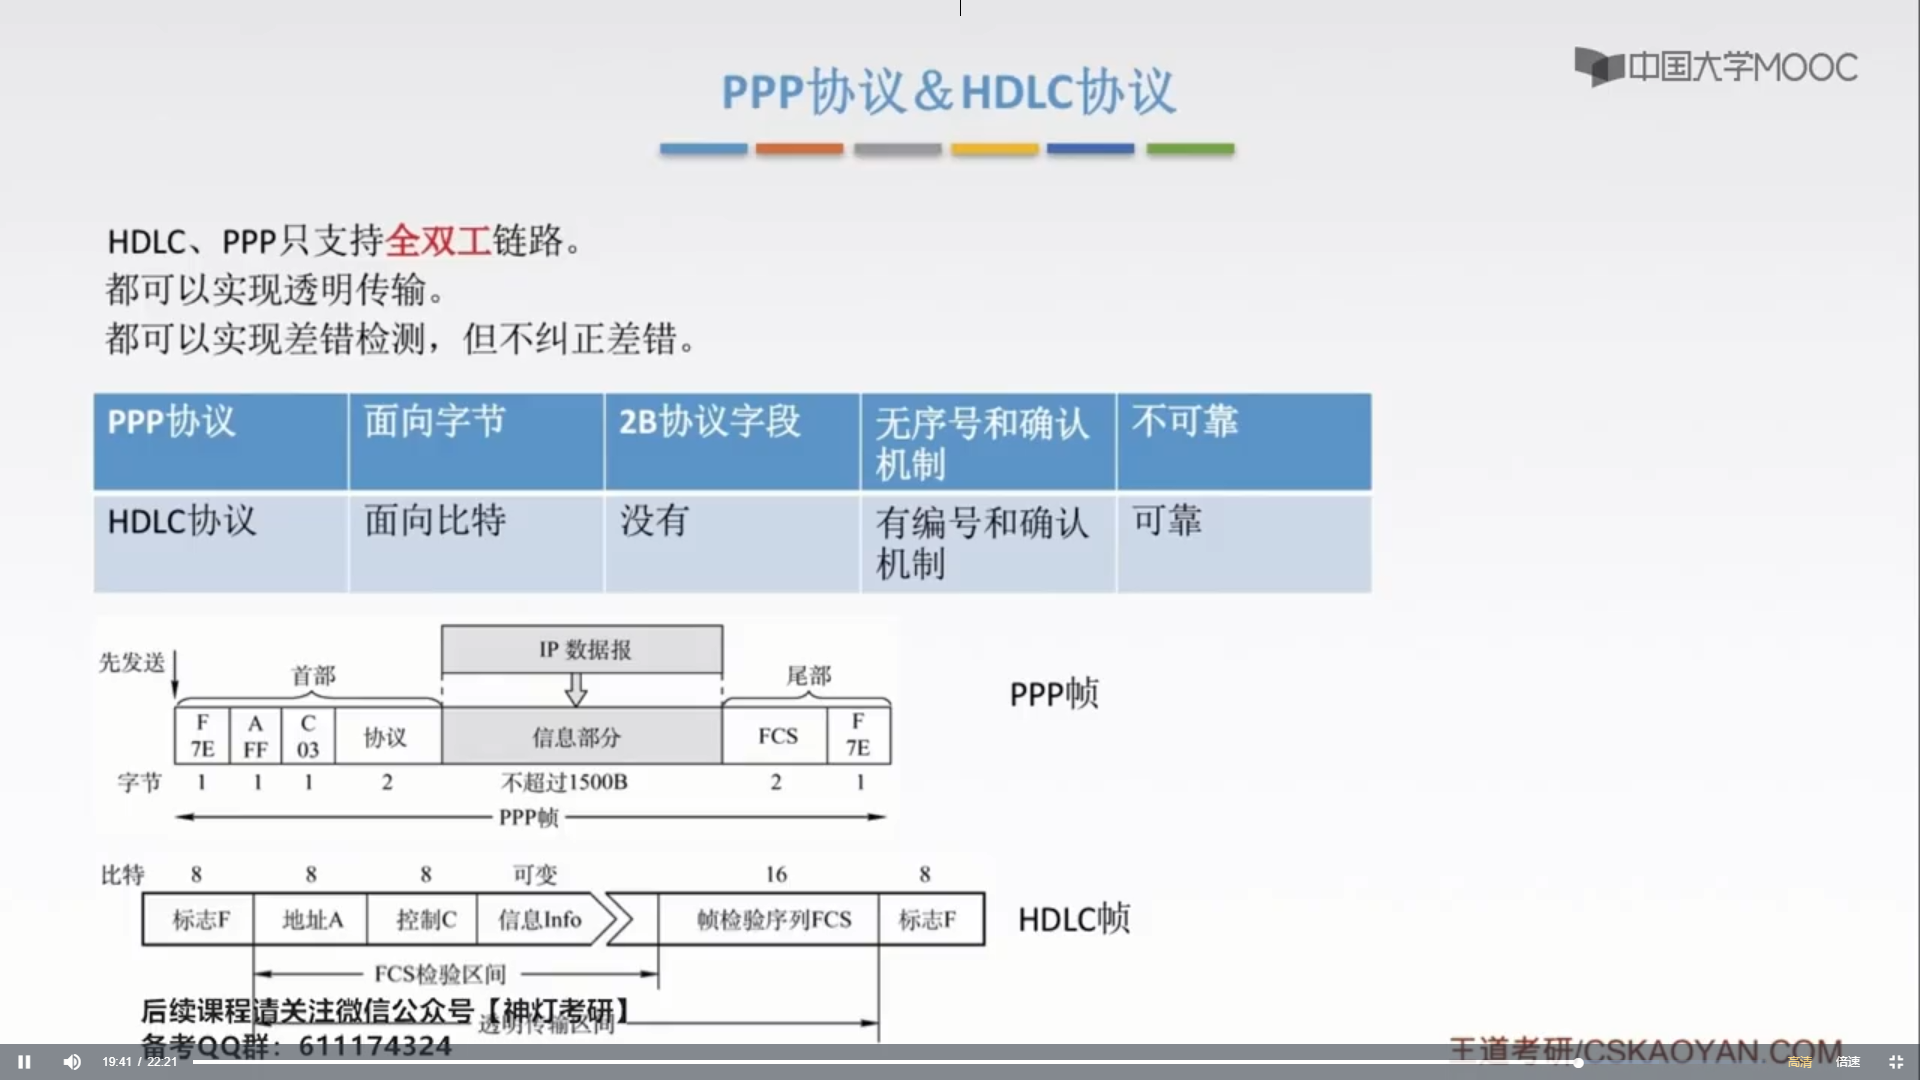 中国大学MOOC
PPP协议＆HDLC协议
HDLC、PPP只支持全双工链路。
都可以实现透明传输。
都可以实现差错检测，但不纠正差错。
PPP协议 面向字节 2B协议字段 无序号和确认机制 不可靠
HDLC协议 面向比特 没有 有编号和确认机制 可靠
IP 数据报
先发送 首部 尾部
PPP帧
F 7E A FF C 03 协议 信息部分 FCS F 7E
字节 1 1 1 2 不超过1500B 2 1
PPP帧
比特 8 8 8 可变 16 8
标志F 地址A 控制C 信息Info 帧检验序列FCS 标志F
HDLC帧
FCS检验区间
后续课程请关注微信公众号【神灯考研】
透明传输区间
备考QQ群：611174324
王道考研/CSKAOYAN.COM
19:41 / 22:21 高清 倍速